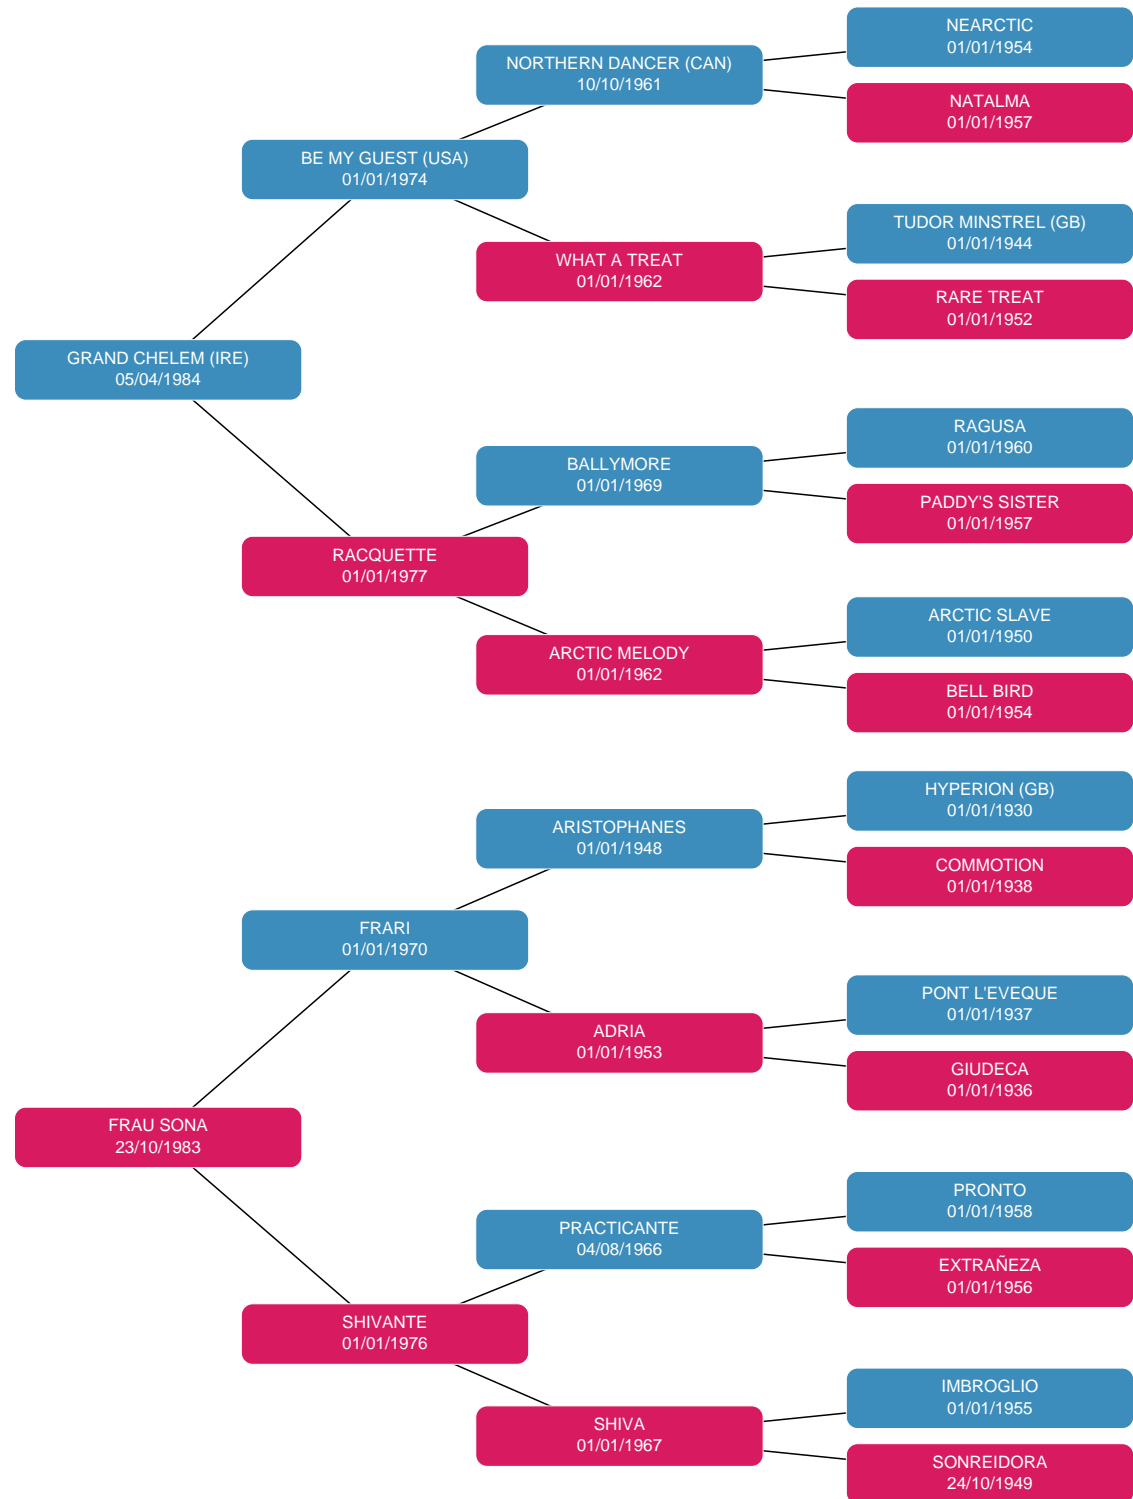 NEARCTIC
01/01/1954
NORTHERN DANCER (CAN)
10/10/1961
NATALMA
01/01/1957
BE MY GUEST (USA)
01/01/1974
TUDOR MINSTREL (GB)
01/01/1944
WHAT A TREAT
01/01/1962
RARE TREAT
01/01/1952
GRAND CHELEM (IRE)
05/04/1984
RAGUSA
01/01/1960
BALLYMORE
01/01/1969
PADDY'S SISTER
01/01/1957
RACQUETTE
01/01/1977
ARCTIC SLAVE
01/01/1950
ARCTIC MELODY
01/01/1962
BELL BIRD
01/01/1954
HYPERION (GB)
01/01/1930
ARISTOPHANES
01/01/1948
COMMOTION
01/01/1938
FRARI
01/01/1970
PONT L'EVEQUE
01/01/1937
ADRIA
01/01/1953
GIUDECA
01/01/1936
FRAU SONA
23/10/1983
PRONTO
01/01/1958
PRACTICANTE
04/08/1966
EXTRAÑEZA
01/01/1956
SHIVANTE
01/01/1976
IMBROGLIO
01/01/1955
SHIVA
01/01/1967
SONREIDORA
24/10/1949